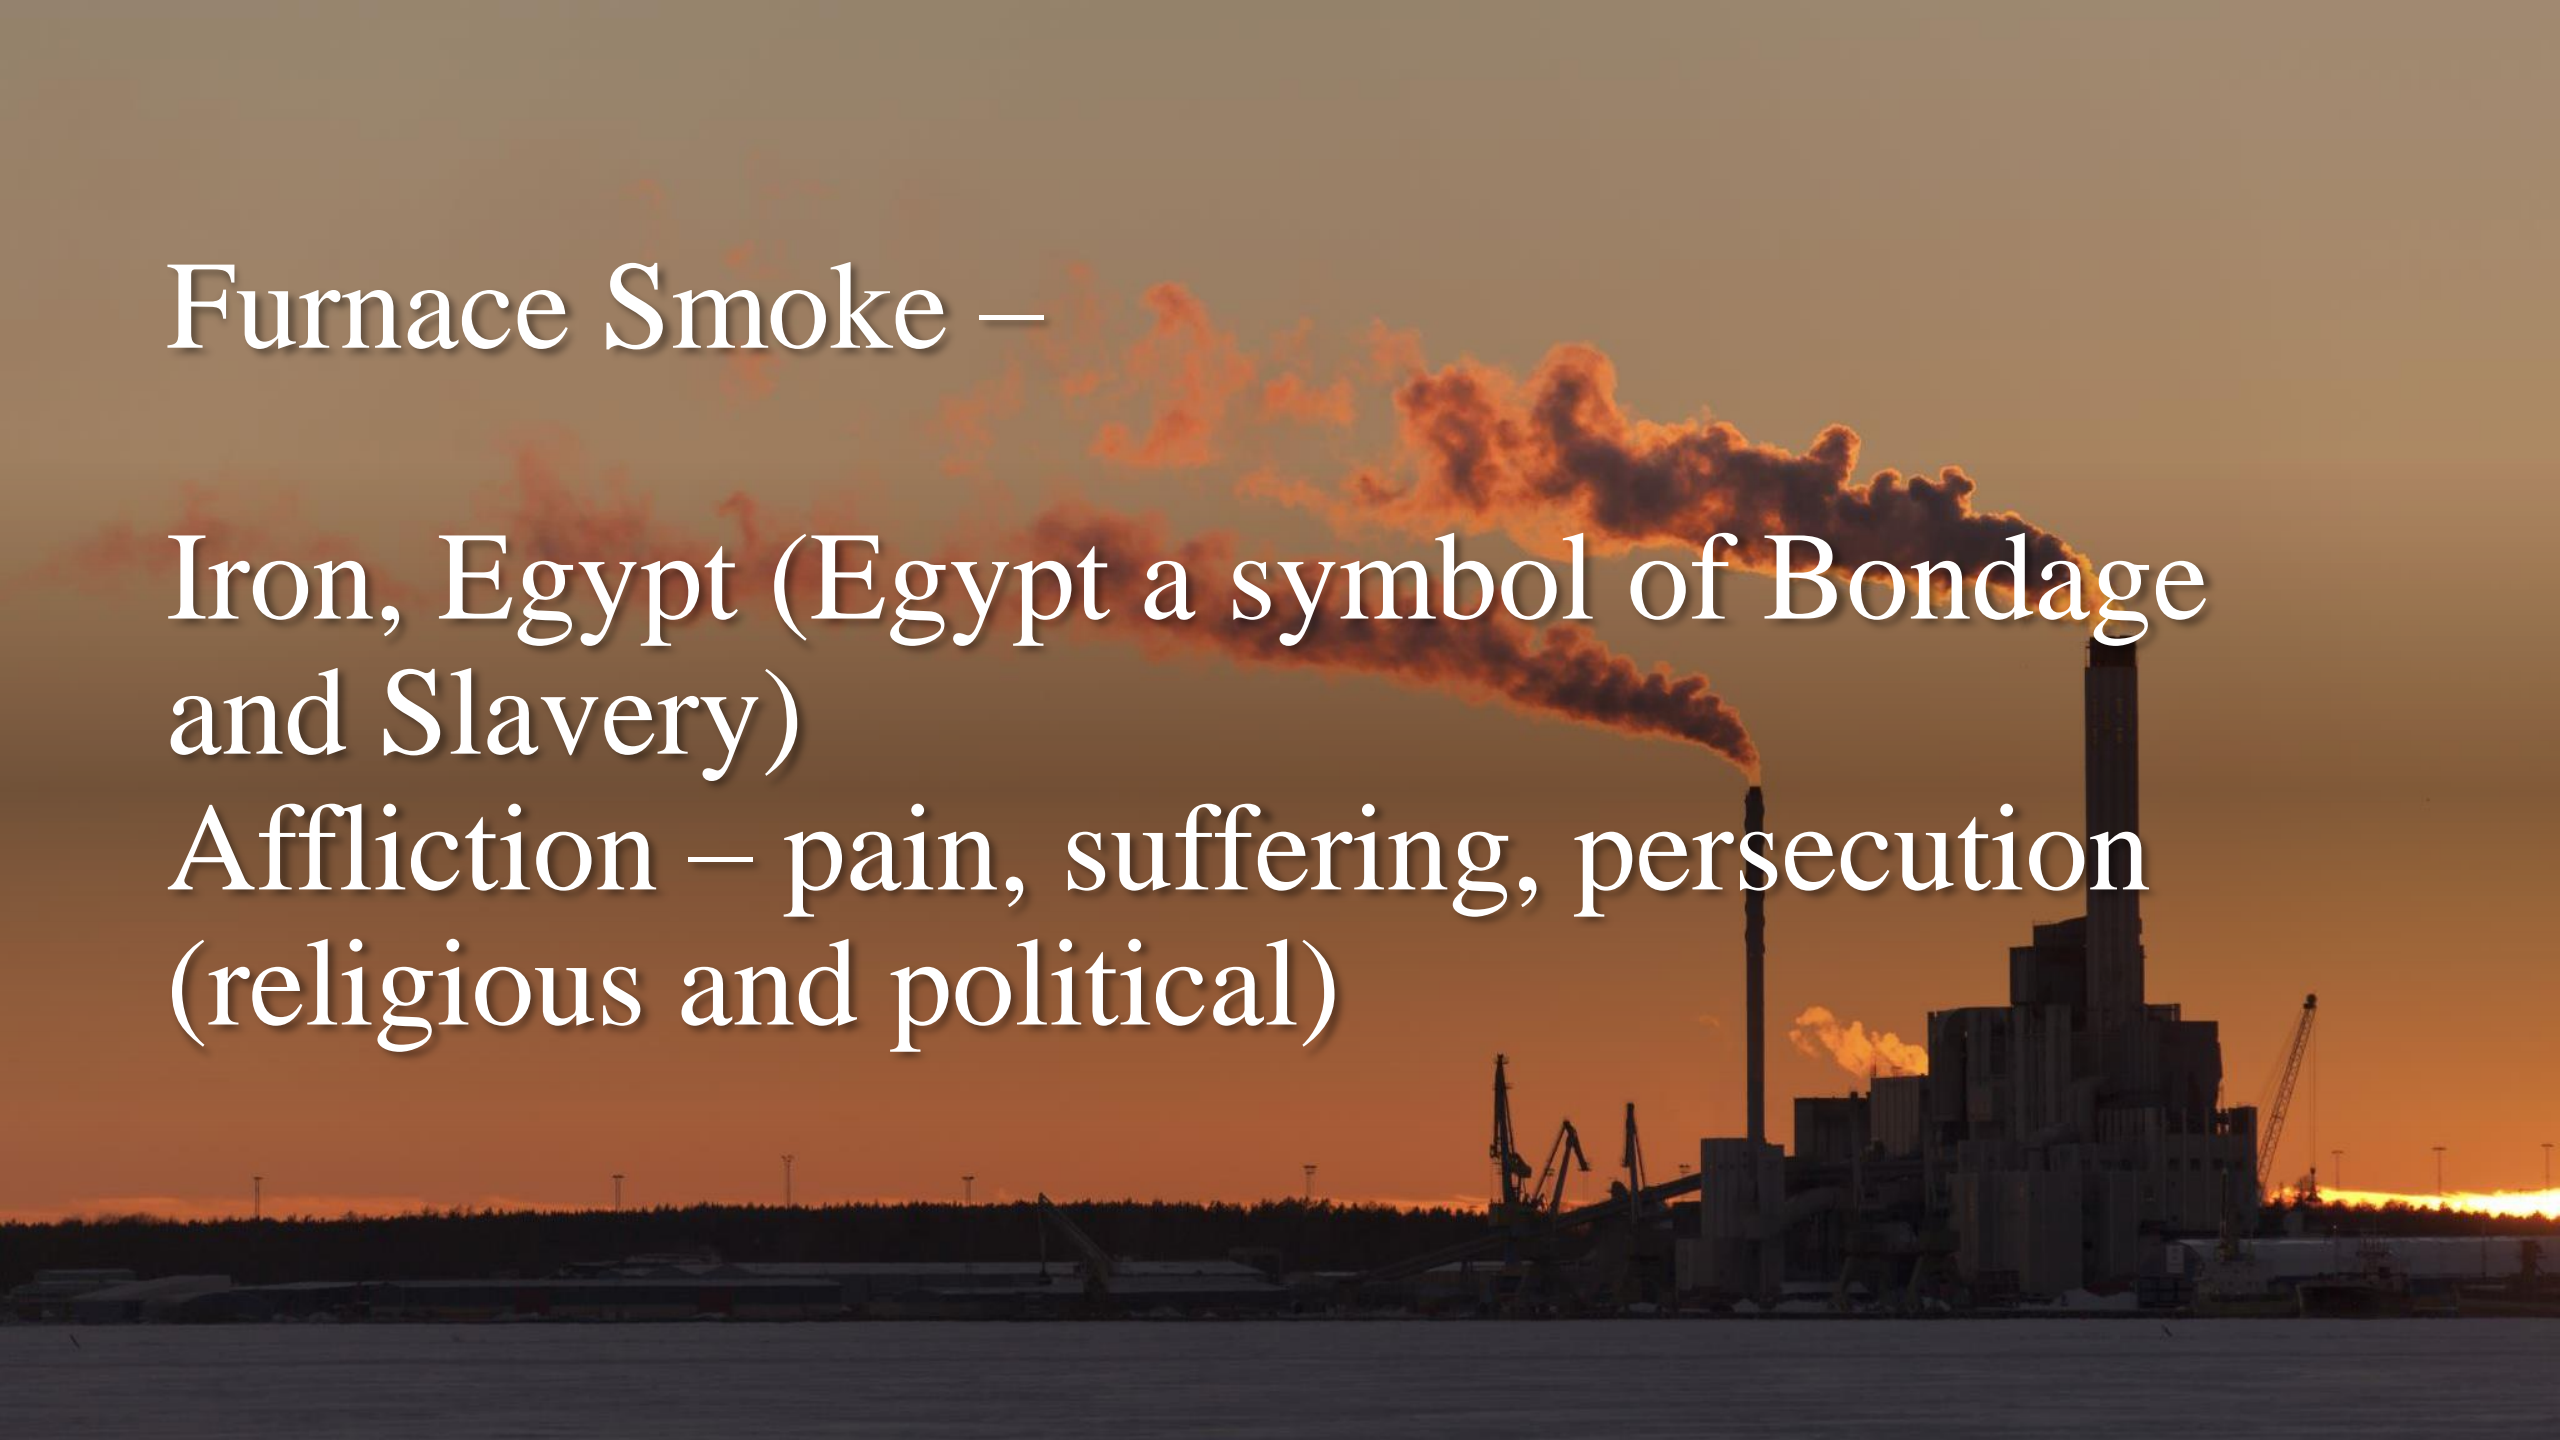 Furnace Smoke –
Iron, Egypt (Egypt a symbol of Bondage
and Slavery)
Affliction – pain, suffering, persecution
(religious and political)